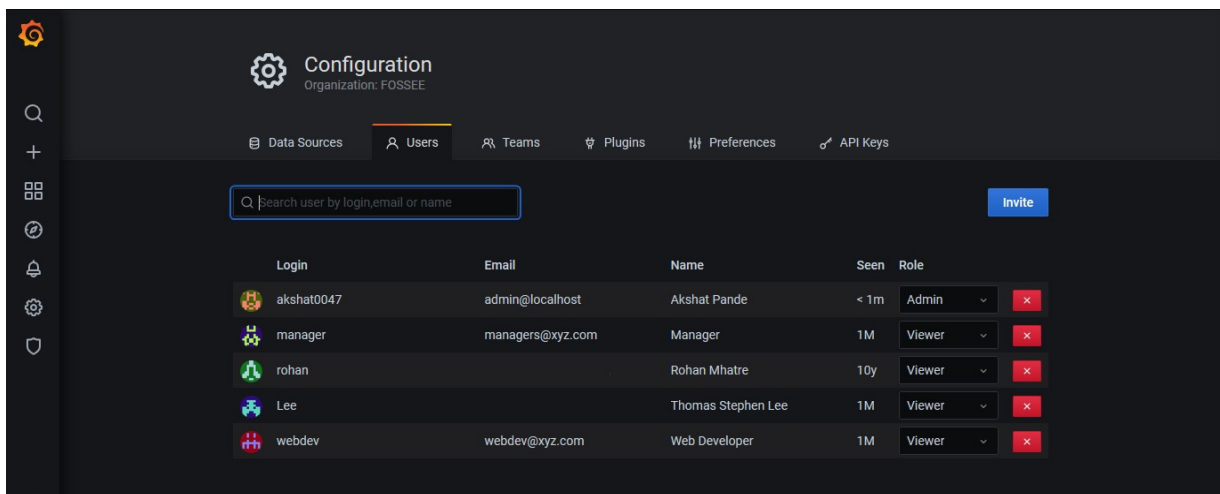 Configuration
Organization: FOSSEE
Data Sources Users Teams Plugins Preferences API Keys
Search user by login,email or name Invite
Login Email Name Seen Role
akshat0047 admin@localhost Akshat Pande < 1m Admin
manager managers@xyz.com Manager 1M Viewer
rohan Rohan Mhatre 10y Viewer
Lee Thomas Stephen Lee 1M Viewer
webdev webdev@xyz.com Web Developer 1M Viewer